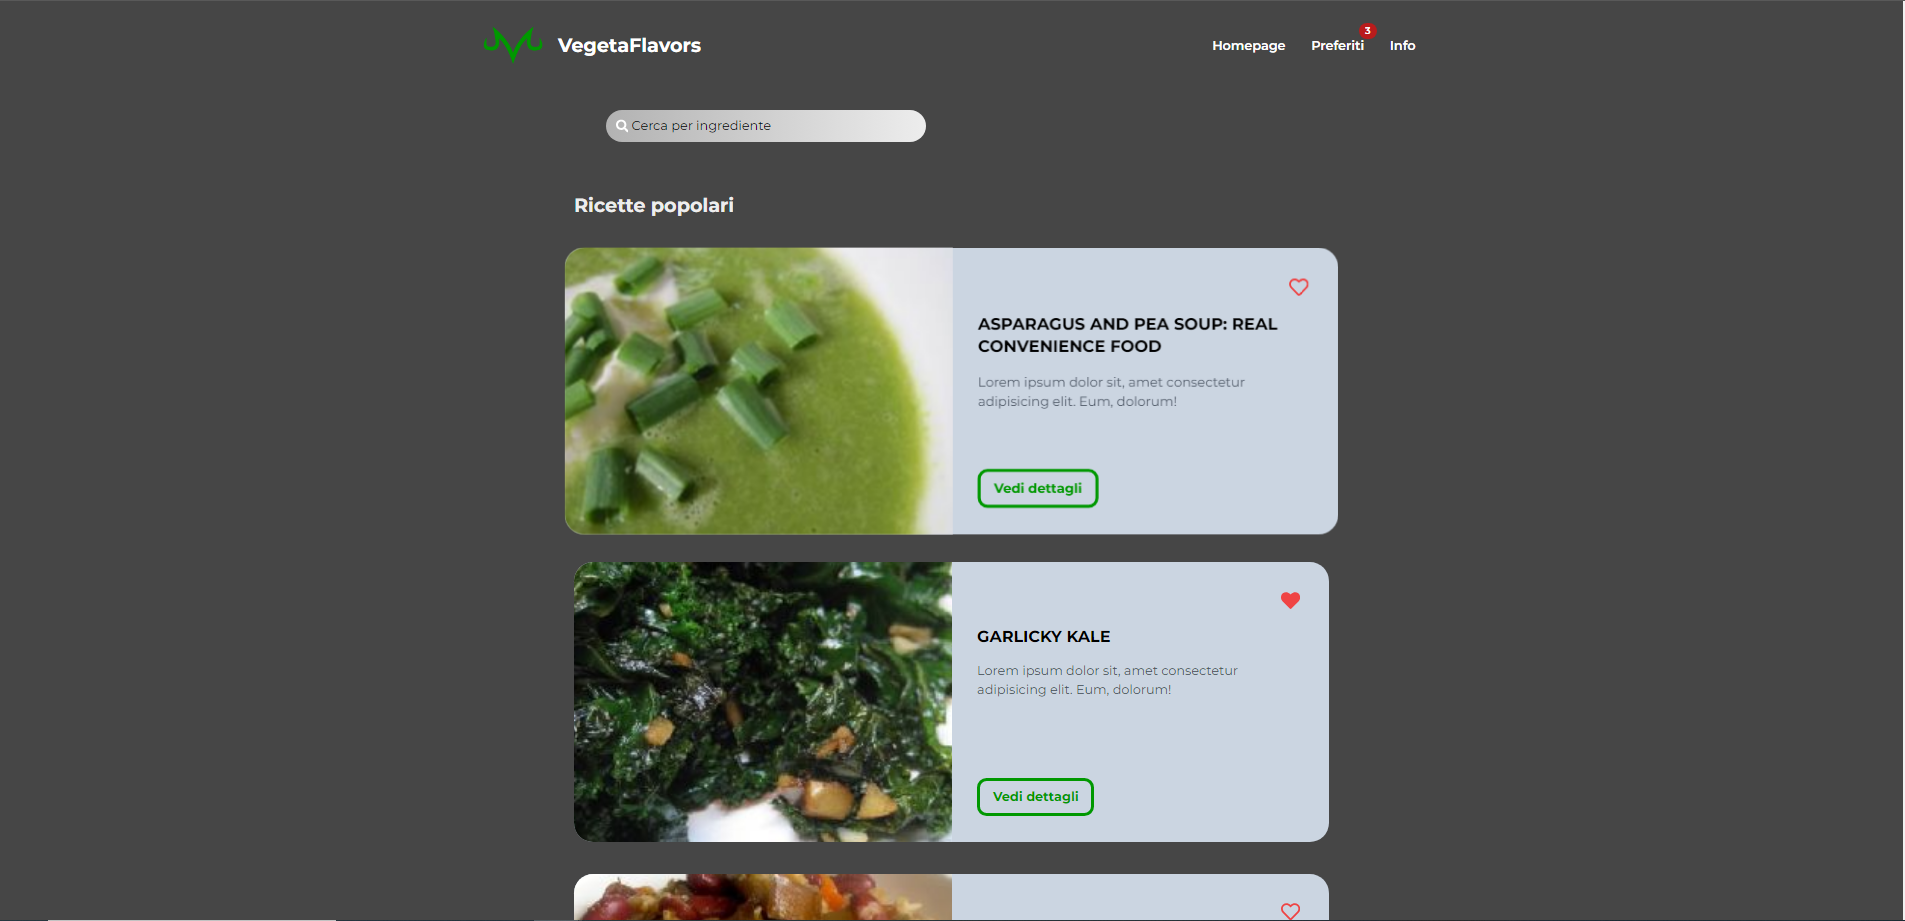 VegetaFlavors
Homepage
Preferiti
3
Info
Cerca per ingrediente
Ricette popolari
ASPARAGUS AND PEA SOUP: REAL
CONVENIENCE FOOD
Lorem ipsum dolor sit, amet consectetur
adipisicing elit. Eum, dolorum!
Vedi dettagli
GARLICKY KALE
Lorem ipsum dolor sit, amet consectetur
adipisicing elit. Eum, dolorum!
Vedi dettagli